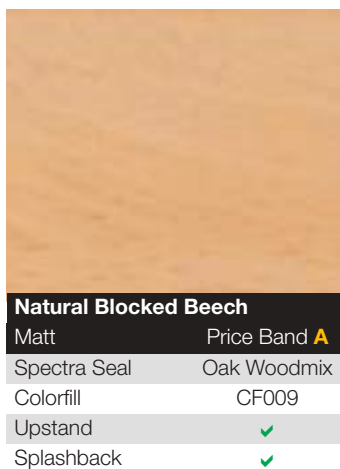 Natural Blocked Beech
Matt Price Band A
Spectra Seal Oak Woodmix
Colorfill CF009
Upstand ✓
Splashback ✓